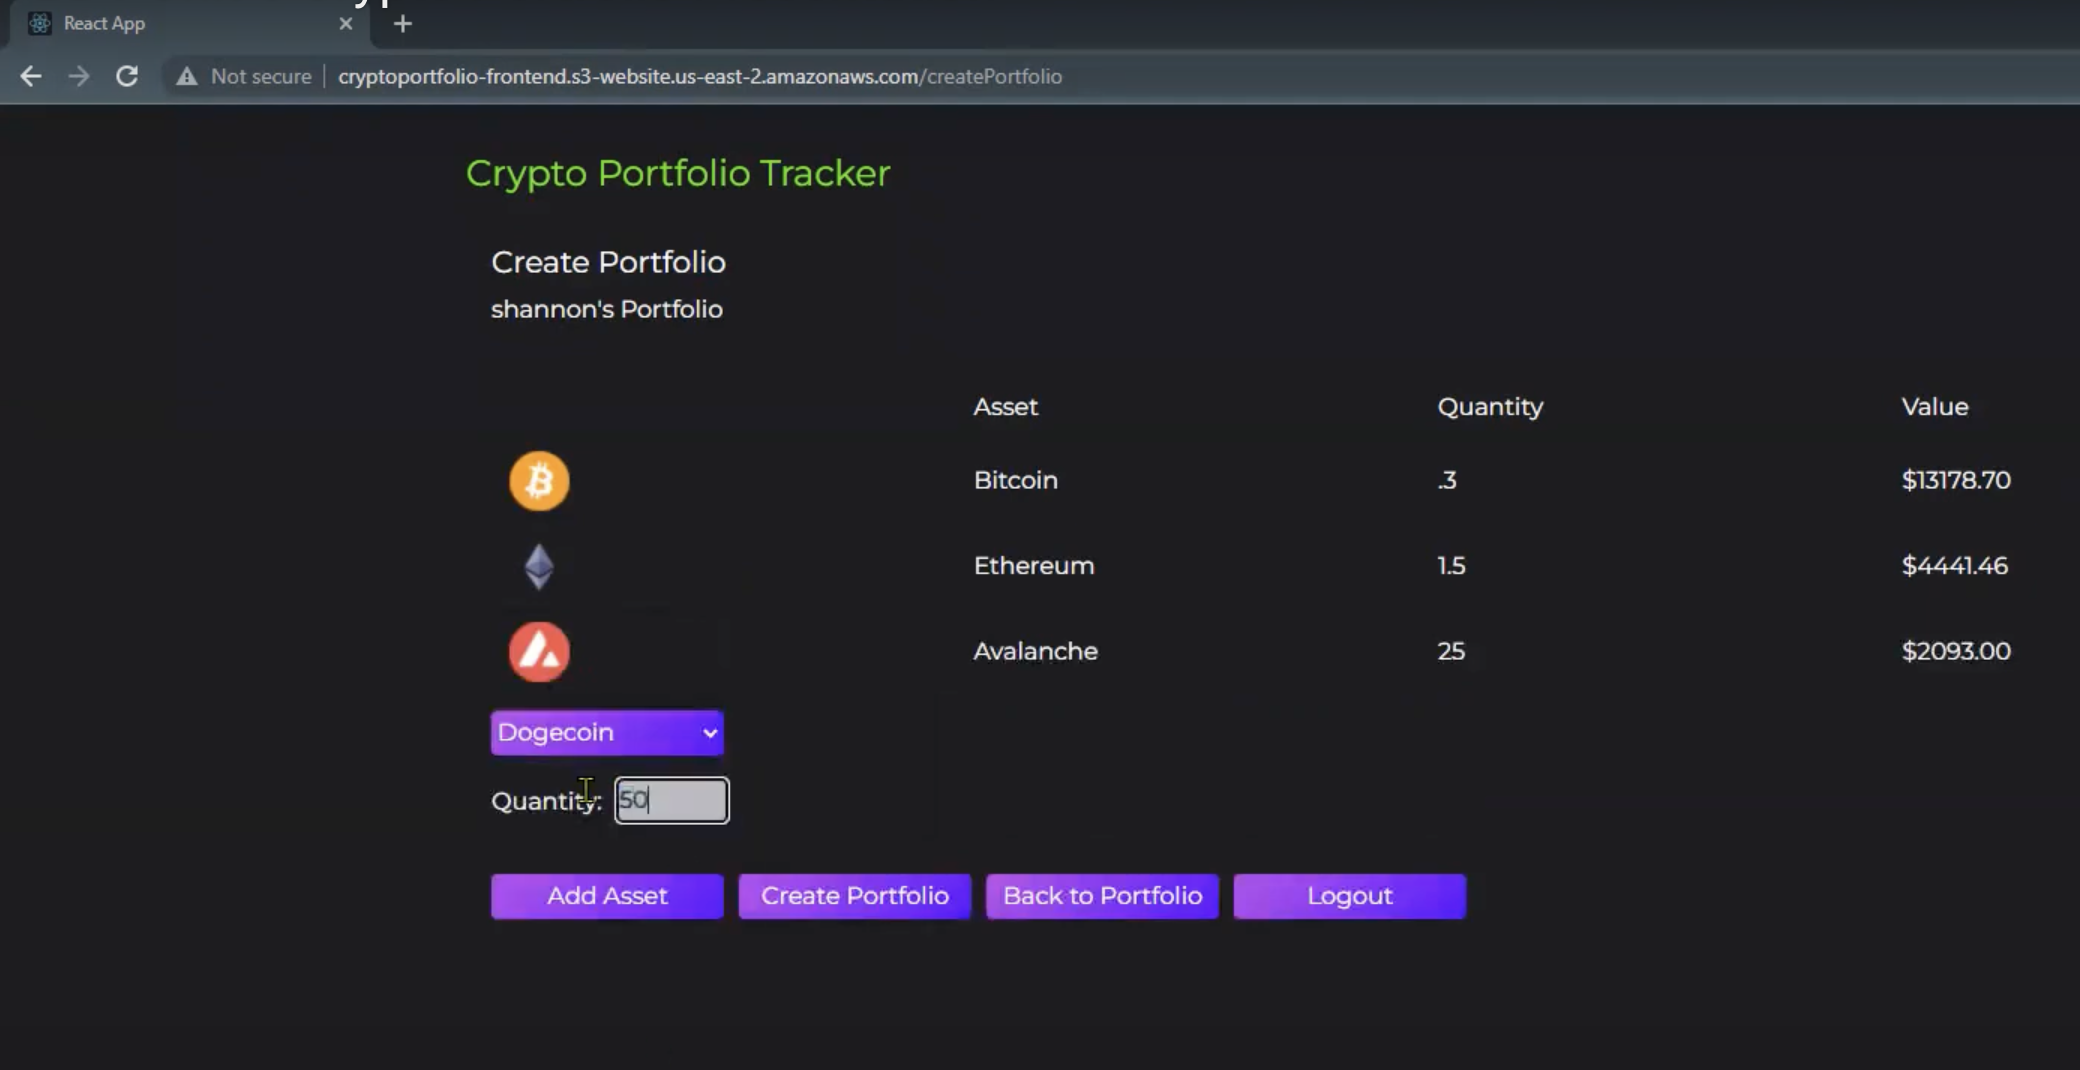 React App
Not secure cryptoportfolio-frontend.s3-website.us-east-2.amazonaws.com/createPortfolio
Crypto Portfolio Tracker
Create Portfolio
shannon's Portfolio
Asset Quantity Value
Bitcoin .3 $13178.70
Ethereum 1.5 $4441.46
Avalanche 25 $2093.00
Dogecoin
Quantity: 50
Add Asset Create Portfolio Back to Portfolio Logout